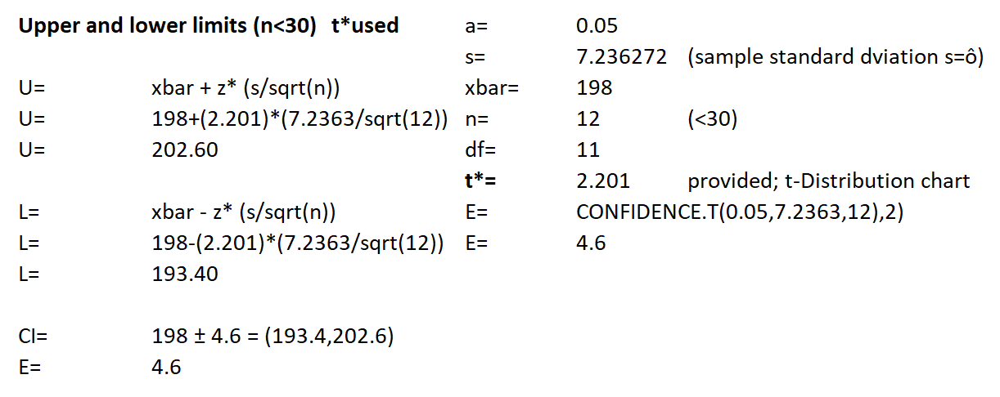 Upper and lower limits (n<30) t*used a= 0.05
s= 7.236272 (sample standard dviation s=ô)
U= xbar + z* (s/sqrt(n)) xbar= 198
U= 198+(2.201)*(7.2363/sqrt(12)) n= 12 (<30)
U= 202.60 df= 11
t*= 2.201 provided; t-Distribution chart
L= xbar - z* (s/sqrt(n)) E= CONFIDENCE.T(0.05,7.2363,12),2)
L= 198-(2.201)*(7.2363/sqrt(12)) E= 4.6
L= 193.40
CI= 198 ± 4.6 = (193.4,202.6)
E= 4.6